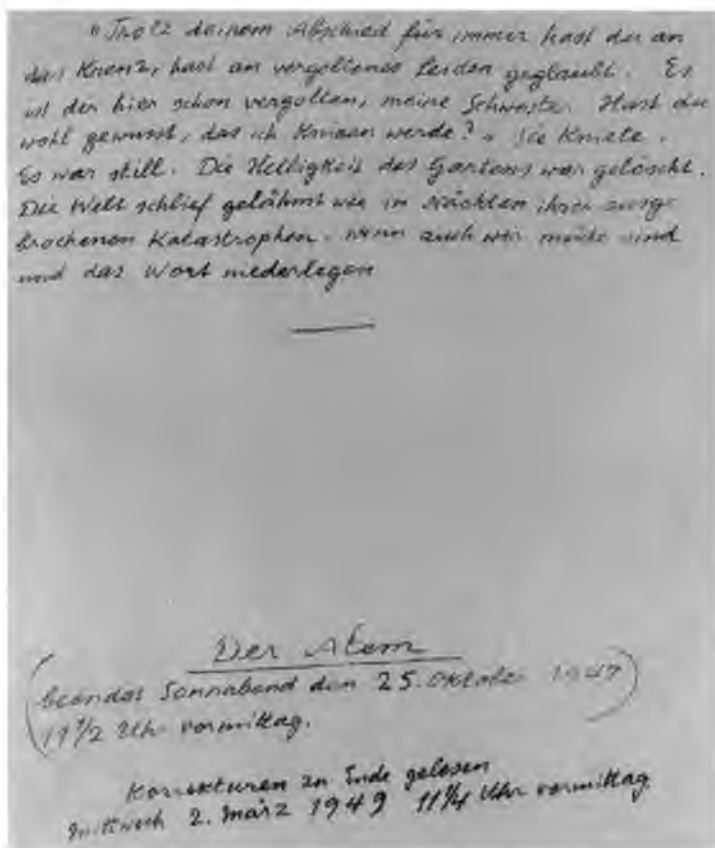 "Trotz deinem Abschied für immer hast du an
das Kreuz, hast an vergoltenes Leiden geglaubt. Es
ist dir hier schon vergolten, meine Schwester. Hast du
wohl gewusst, das ich knieen werde?" Sie kniete.
Es war still. Die Helligkeit des Gartens war gelöscht.
Die Welt schlief gelähmt wie in Nächten ihrer ausge
brochenen Katastrophen. wenn auch wir müde sind
und das Wort niederlegen
Der Atem
(beendet Sonnabend den 25. Oktober 1947
11 1/2 Uhr vormittag.)
Korrekturen zu Ende gelesen
Mittwoch 2. März 1949 11 1/4 Uhr vormittag